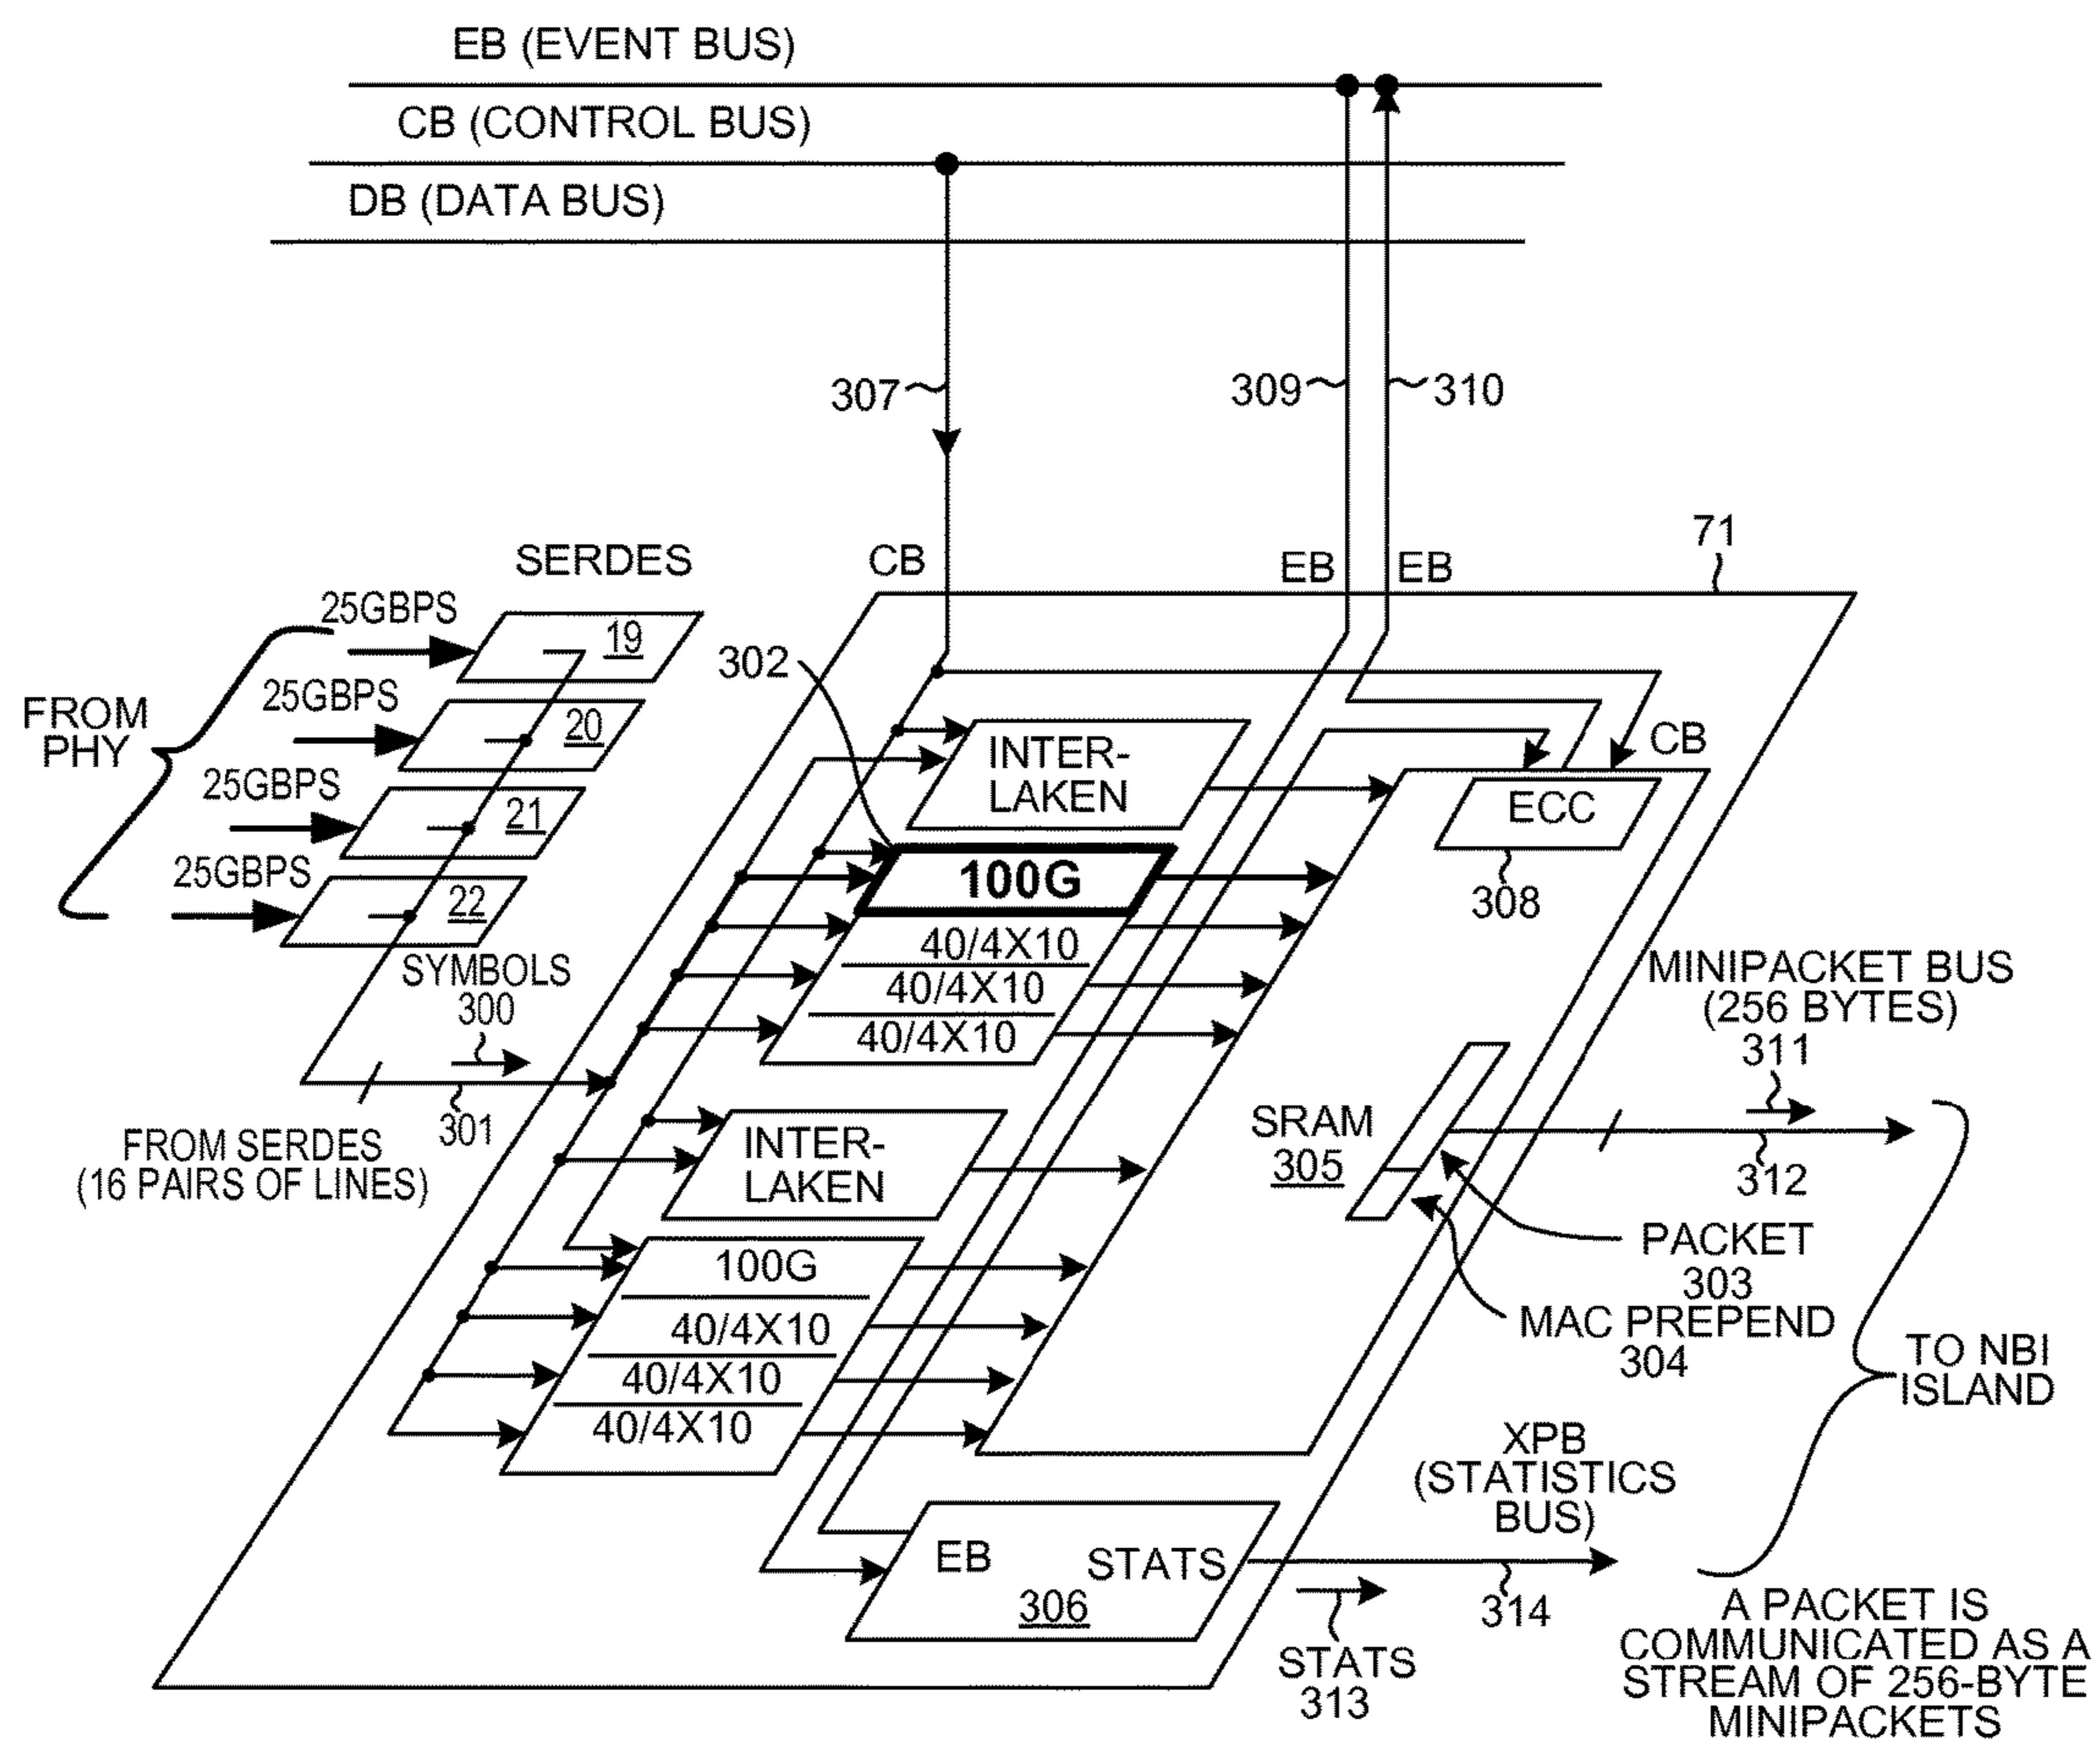 EB (EVENT BUS)
CB (CONTROL BUS)
DB (DATA BUS)
307
309
310
71
SERDES
CB
EB
EB
25GBPS
19
302
25GBPS
20
FROM
PHY
INTER-
LAKEN
CB
25GBPS
21
ECC
25GBPS
22
100G
308
40/4X10
40/4X10
40/4X10
SYMBOLS
300
MINIPACKET BUS
(256 BYTES)
311
301
FROM SERDES
(16 PAIRS OF LINES)
INTER-
LAKEN
SRAM
305
312
PACKET
303
MAC PREPEND
304
100G
40/4X10
40/4X10
40/4X10
TO NBI
ISLAND
XPB
(STATISTICS
BUS)
EB
STATS
306
314
STATS
313
A PACKET IS
COMMUNICATED AS A
STREAM OF 256-BYTE
MINIPACKETS